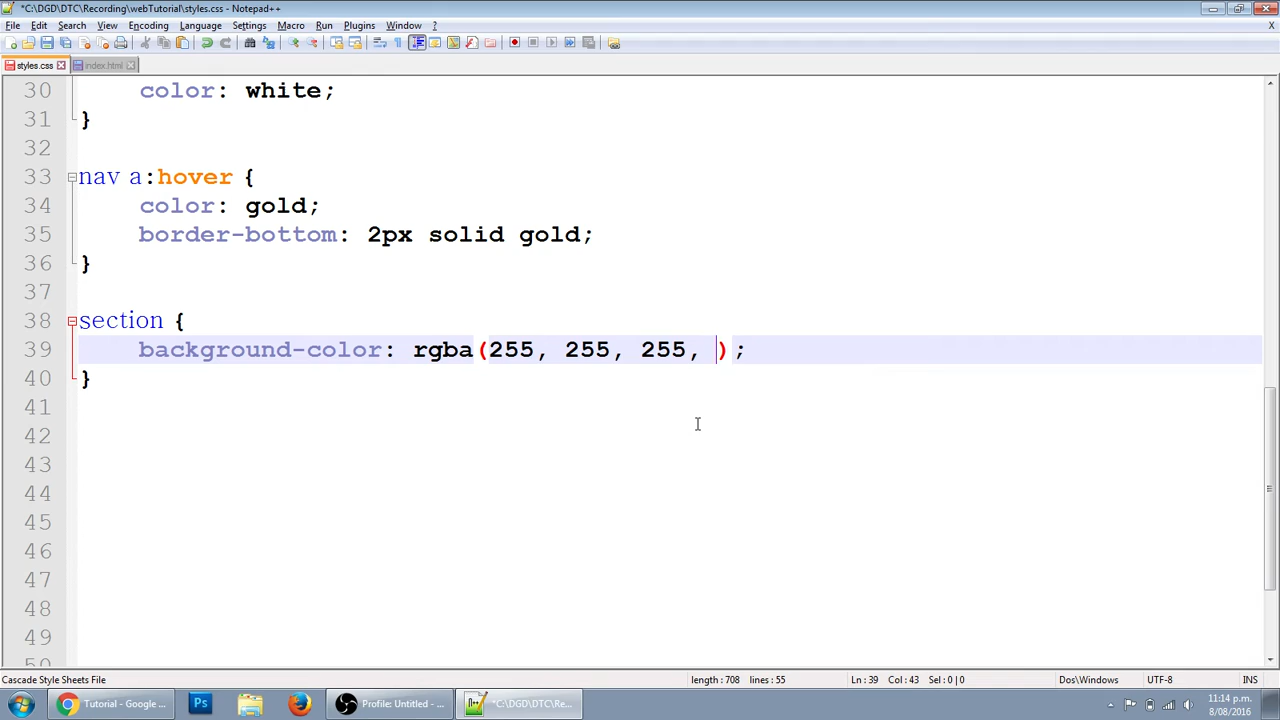 *C:\DGD\DTC\Recording\webTutorial\styles.css - Notepad++
File Edit Search View Encoding Language Settings Macro Run Plugins Window ? X
styles.css index.html
30 color: white;
31 }
32
33 nav a:hover {
34 color: gold;
35 border-bottom: 2px solid gold;
36 }
37
38 section {
39 background-color: rgba(255, 255, 255, );
40 }
41
42
43
44
45
46
47
48
49
50
Cascade Style Sheets File length : 708 lines : 55 Ln : 39 Col : 43 Sel : 0 | 0 Dos\Windows UTF-8 INS
Tutorial - Google ... Ps Profile: Untitled - ... *C:\DGD\DTC\Re... 11:14 p.m.
8/08/2016